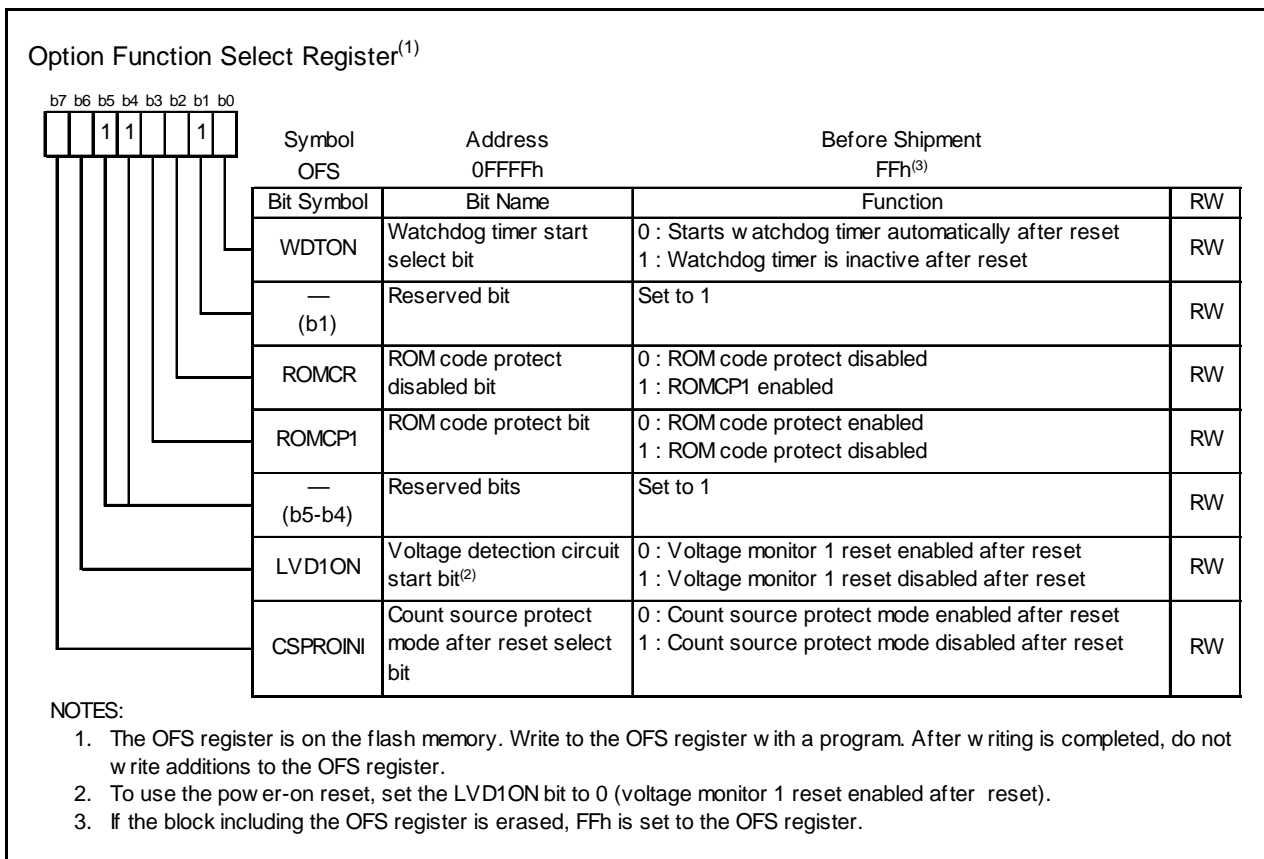 Option Function Select Register(1)
b7 b6 b5 b4 b3 b2 b1 b0
1 1 1
Symbol Address Before Shipment
OFS 0FFFFh FFh(3)
Bit Symbol Bit Name Function RW
WDTON Watchdog timer start select bit 0 : Starts watchdog timer automatically after reset RW
1 : Watchdog timer is inactive after reset
— (b1) Reserved bit Set to 1 RW
ROMCR ROM code protect disabled bit 0 : ROM code protect disabled RW
1 : ROMCP1 enabled
ROMCP1 ROM code protect bit 0 : ROM code protect enabled RW
1 : ROM code protect disabled
— (b5-b4) Reserved bits Set to 1 RW
LVD1ON Voltage detection circuit start bit(2) 0 : Voltage monitor 1 reset enabled after reset RW
1 : Voltage monitor 1 reset disabled after reset
CSPROINI Count source protect mode after reset select bit 0 : Count source protect mode enabled after reset RW
1 : Count source protect mode disabled after reset
NOTES:
1. The OFS register is on the flash memory. Write to the OFS register with a program. After writing is completed, do not
write additions to the OFS register.
2. To use the power-on reset, set the LVD1ON bit to 0 (voltage monitor 1 reset enabled after reset).
3. If the block including the OFS register is erased, FFh is set to the OFS register.